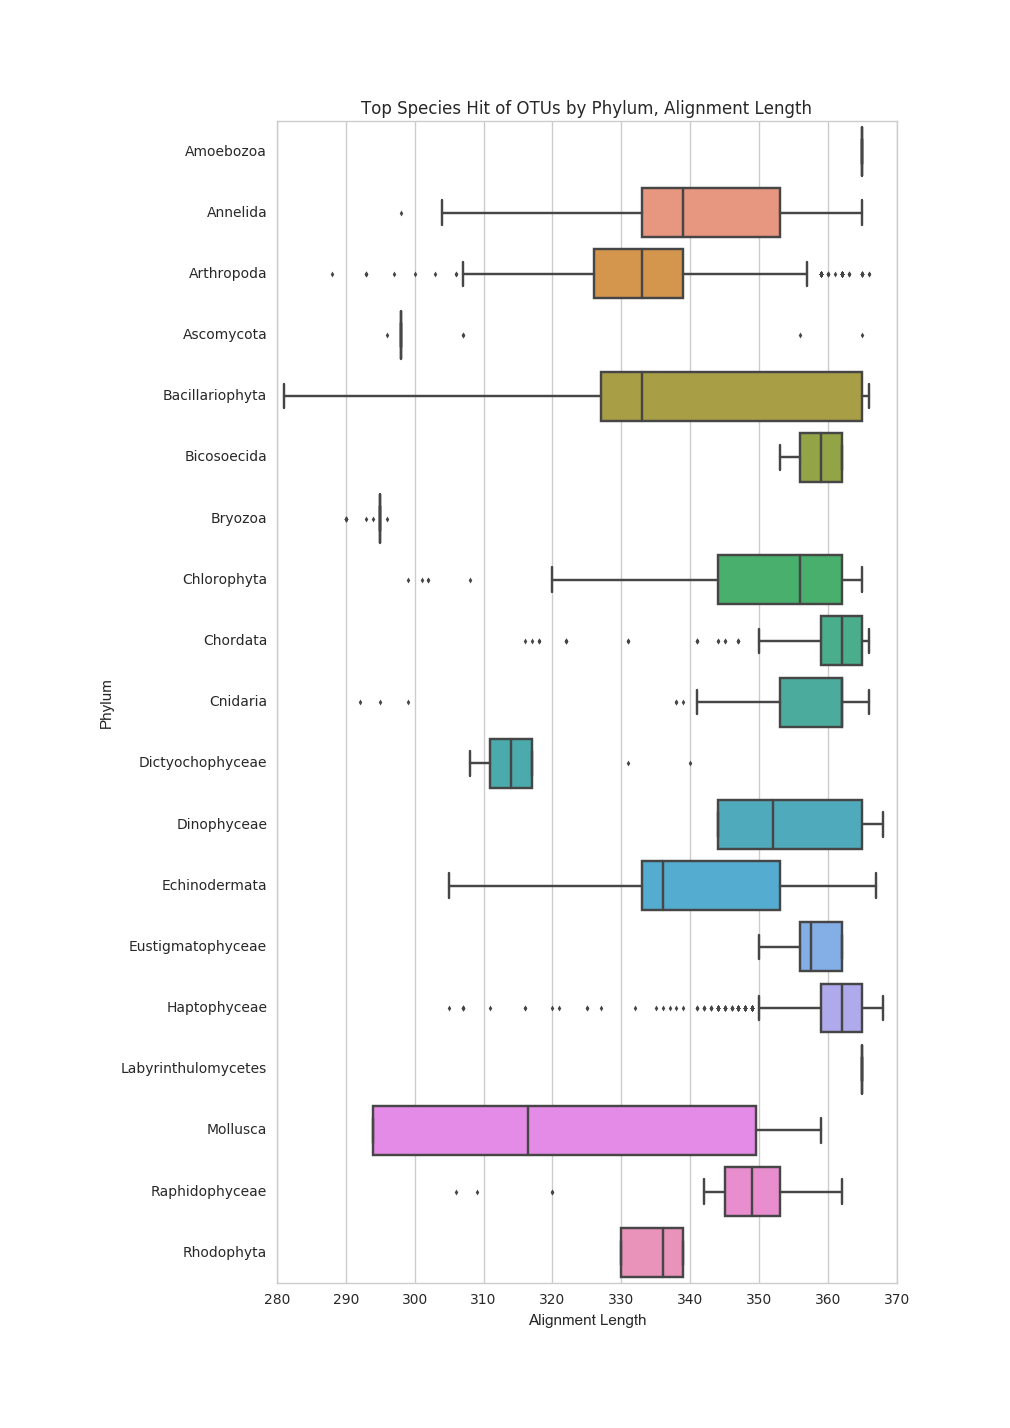 Top Species Hit of OTUs by Phylum, Alignment Length
Amoebozoa
Annelida
Arthropoda
Ascomycota
Bacillariophyta
Bicosoecida
Bryozoa
Chlorophyta
Chordata
Cnidaria
Dictyochophyceae
Dinophyceae
Echinodermata
Eustigmatophyceae
Haptophyceae
Labyrinthulomycetes
Mollusca
Raphidophyceae
Rhodophyta
Phylum
280 290 300 310 320 330 340 350 360 370
Alignment Length